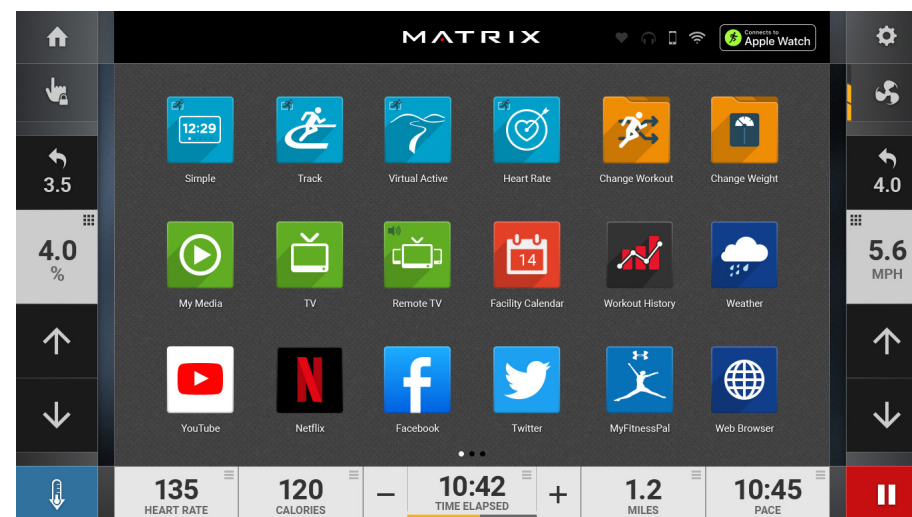 MATRIX
Connects to
Apple Watch
3.5
4.0
%
12:29
Simple
Track
Virtual Active
Heart Rate
Change Workout
Change Weight
4.0
5.6
MPH
My Media
TV
Remote TV
14
Facility Calendar
Workout History
Weather
N
f
YouTube
Netflix
Facebook
Twitter
MyFitnessPal
Web Browser
135
HEART RATE
120
CALORIES
−
10:42
TIME ELAPSED
+
1.2
MILES
10:45
PACE